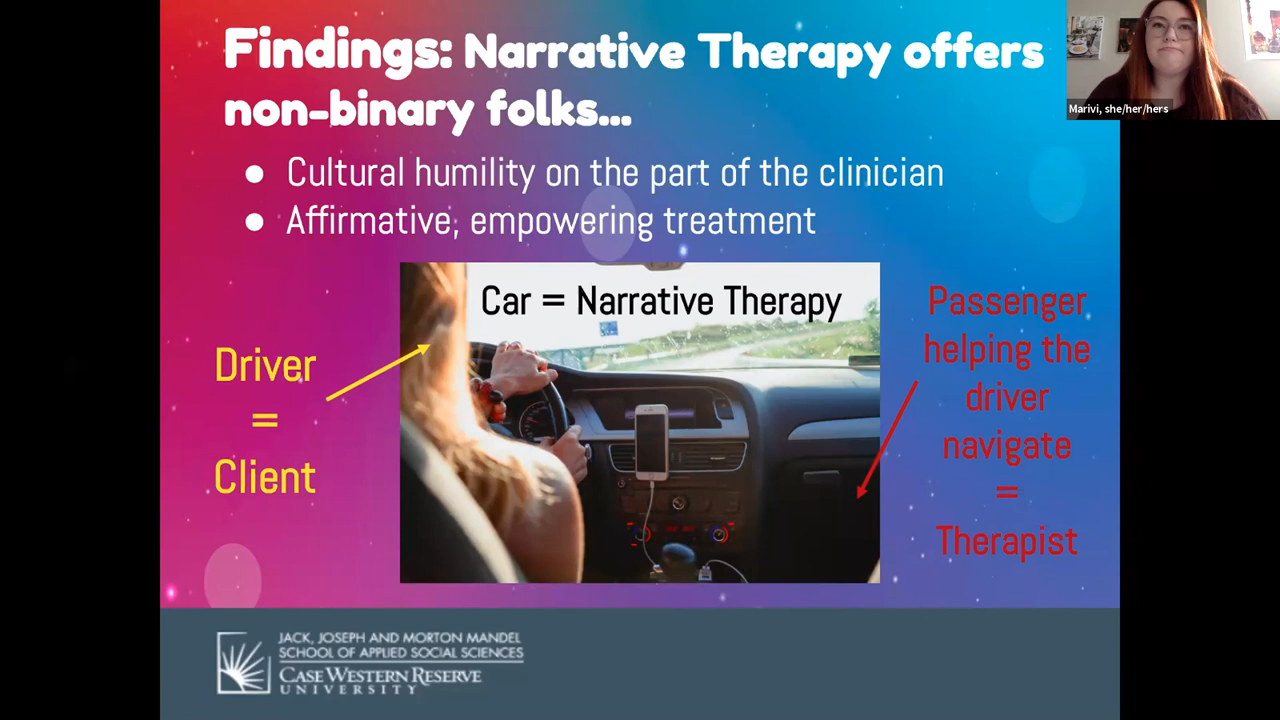 Findings: Narrative Therapy offers
non-binary folks...
Marivi, she/her/hers
● Cultural humility on the part of the clinician
● Affirmative, empowering treatment
Car = Narrative Therapy
Driver
=
Client
Passenger
helping the
driver
navigate
=
Therapist
JACK, JOSEPH AND MORTON MANDEL
SCHOOL OF APPLIED SOCIAL SCIENCES
CASE WESTERN RESERVE
UNIVERSITY